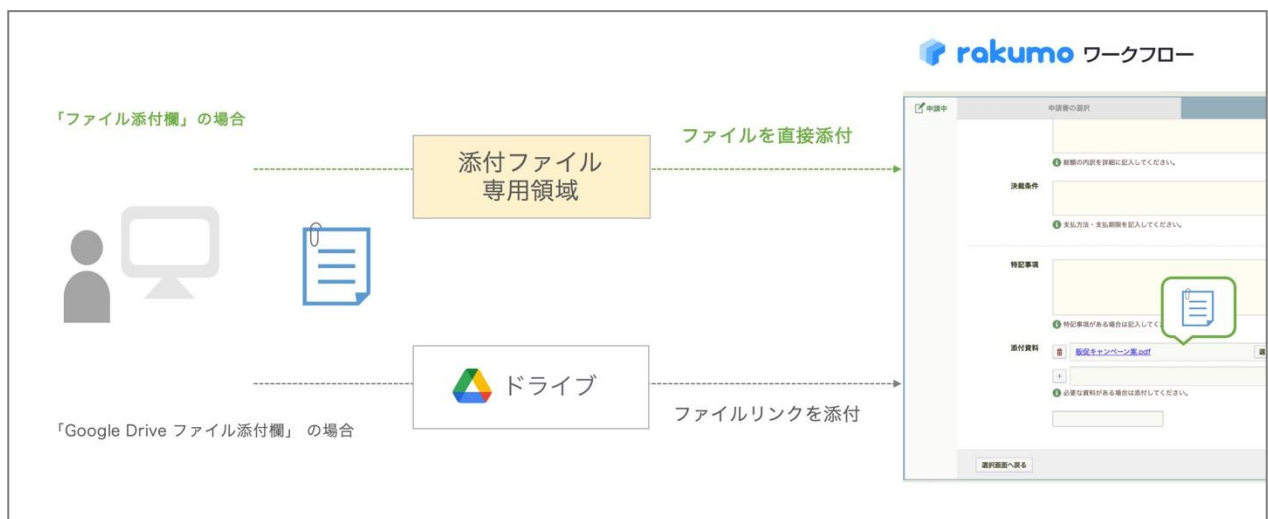 rakumo ワークフロー
「ファイル添付欄」の場合
添付ファイル
専用領域
ファイルを直接添付
ドライブ
ファイルリンクを添付
「Google Drive ファイル添付欄」 の場合
申請中
申請書の選択
総額の内訳を詳細に記入してください。
決裁条件
支払方法・支払期限を記入してください。
特記事項
特記事項がある場合は記入してく
添付資料
販促キャンペーン案.pdf
選
+
必要な資料がある場合は添付してください。
選択画面へ戻る